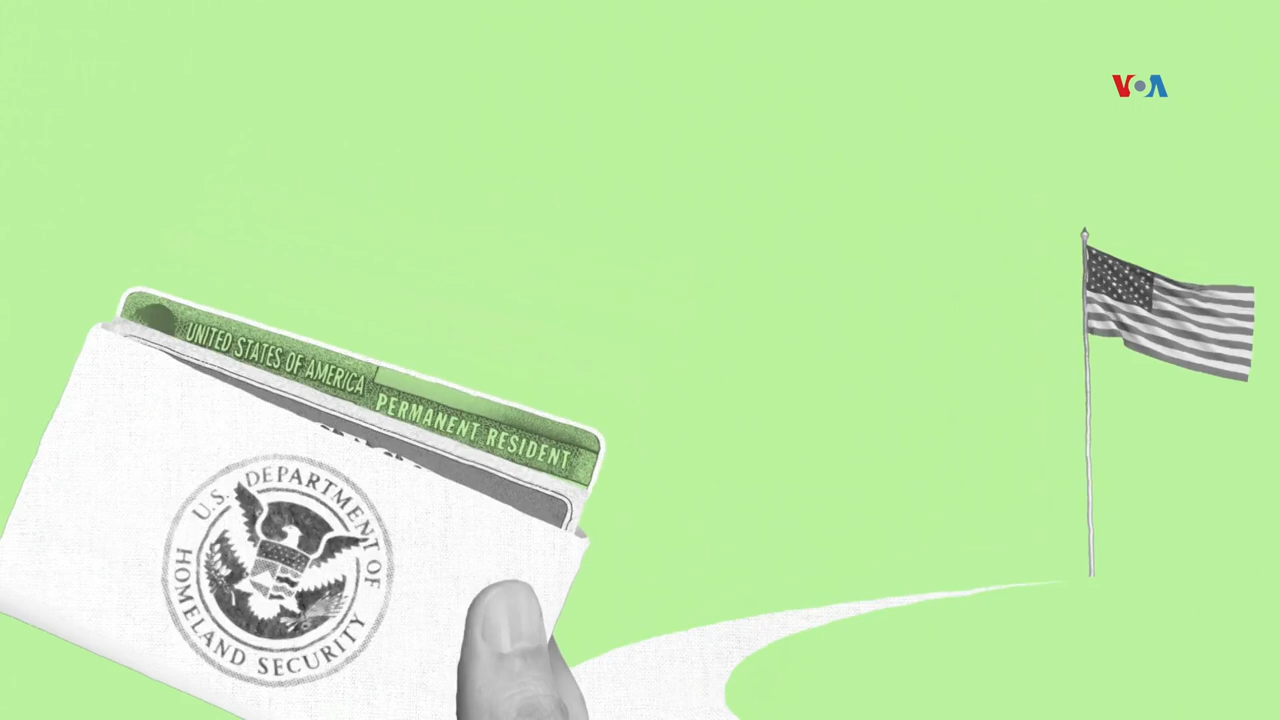 VOA
UNITED STATES OF AMERICA
PERMANENT RESIDENT
U.S. DEPARTMENT OF
HOMELAND SECURITY